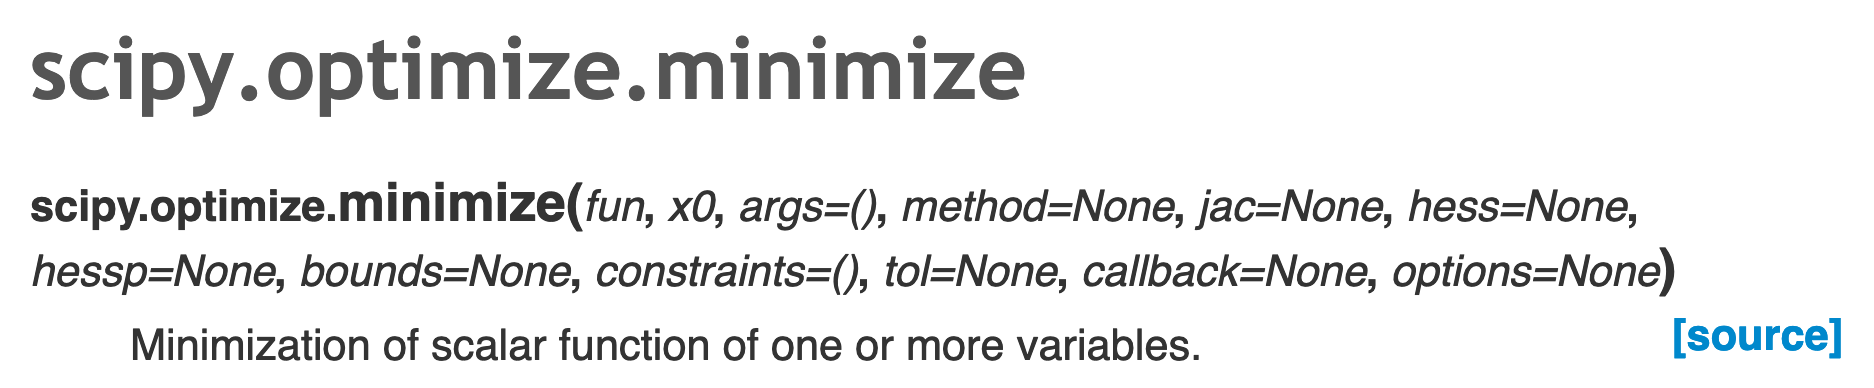 scipy.optimize.minimize
scipy.optimize.minimize(fun, x0, args=(), method=None, jac=None, hess=None,
hessp=None, bounds=None, constraints=(), tol=None, callback=None, options=None)
[source]
Minimization of scalar function of one or more variables.